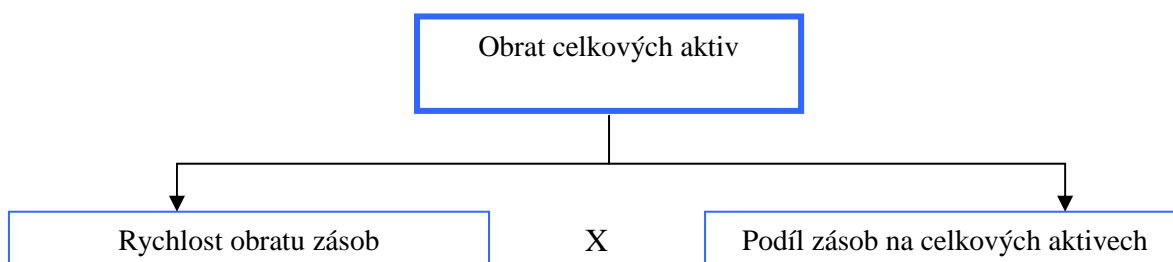 Obrat celkových aktiv
Rychlost obratu zásob X Podíl zásob na celkových aktivech